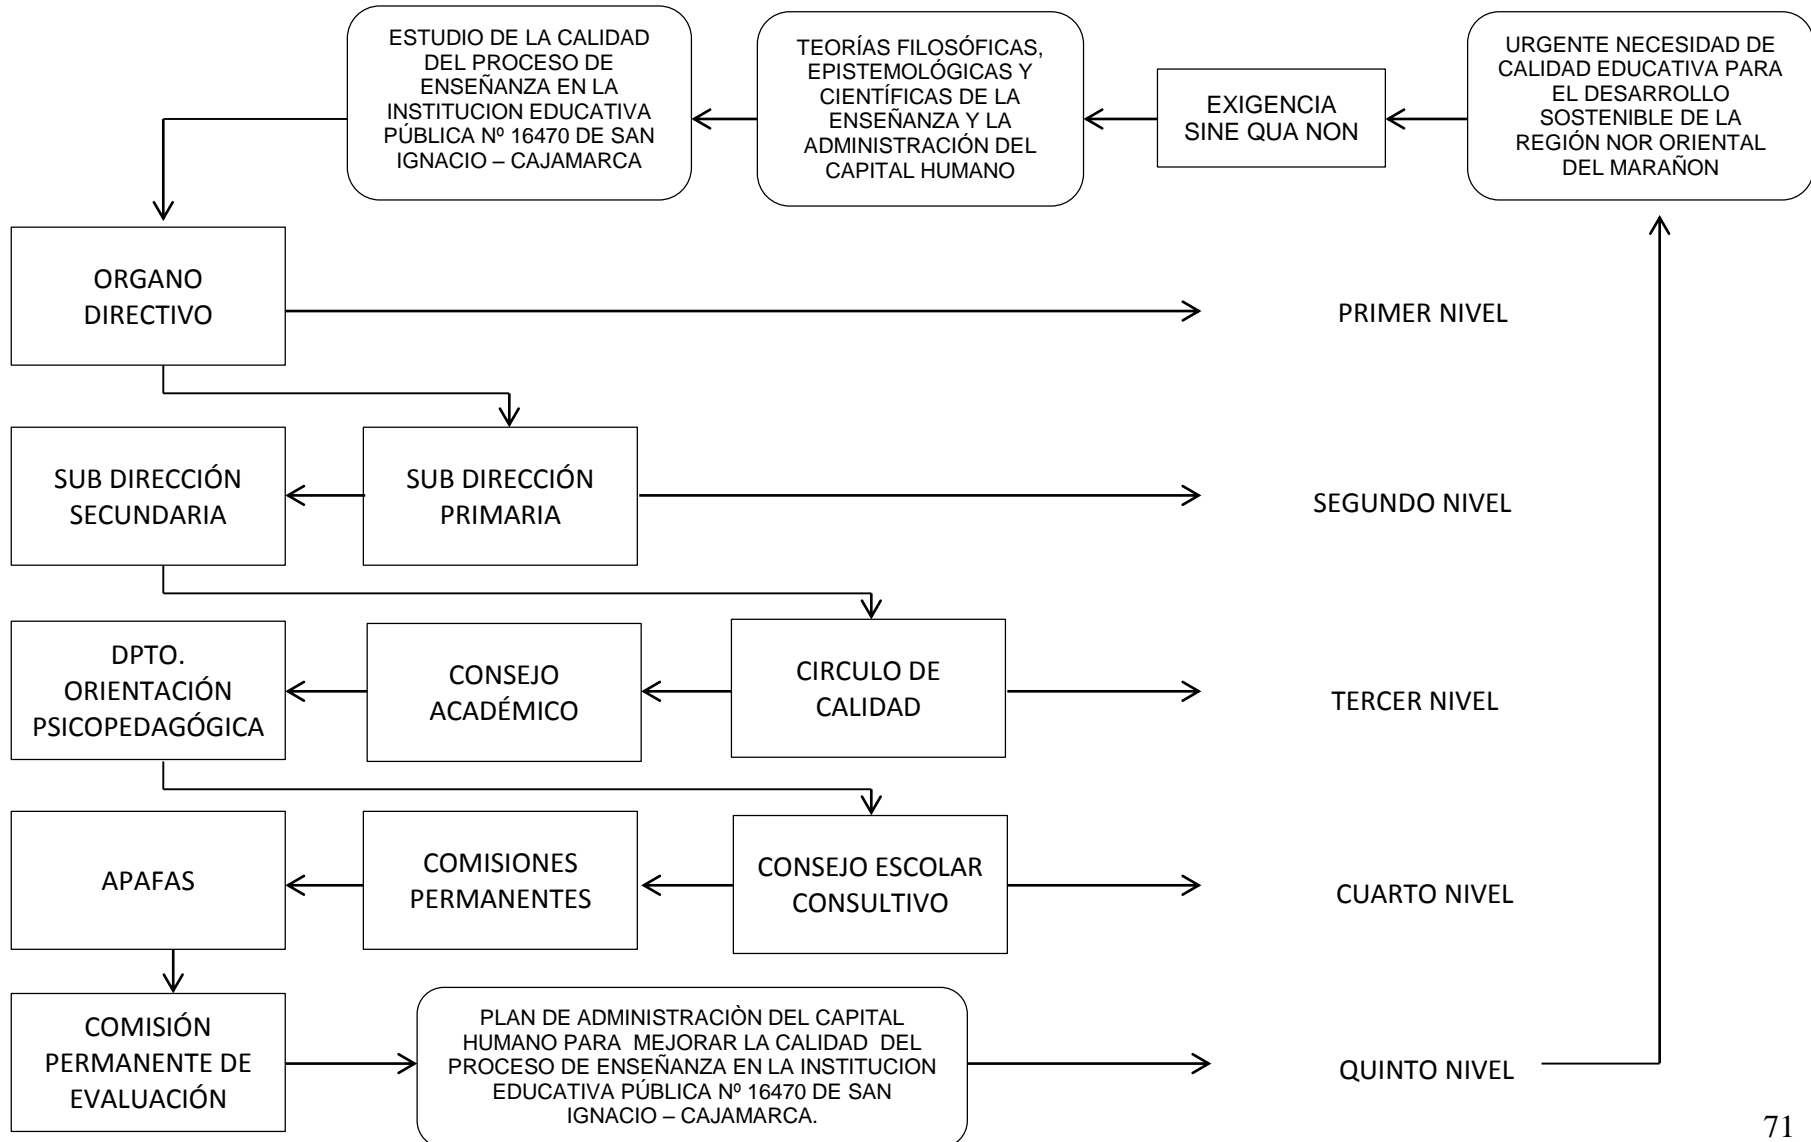 ESTUDIO DE LA CALIDAD
DEL PROCESO DE
ENSEÑANZA EN LA
INSTITUCION EDUCATIVA
PÚBLICA Nº 16470 DE SAN
IGNACIO – CAJAMARCA
TEORÍAS FILOSÓFICAS,
EPISTEMOLÓGICAS Y
CIENTÍFICAS DE LA
ENSEÑANZA Y LA
ADMINISTRACIÓN DEL
CAPITAL HUMANO
EXIGENCIA
SINE QUA NON
URGENTE NECESIDAD DE
CALIDAD EDUCATIVA PARA
EL DESARROLLO
SOSTENIBLE DE LA
REGIÓN NOR ORIENTAL
DEL MARAÑON
ORGANO
DIRECTIVO
PRIMER NIVEL
SUB DIRECCIÓN
SECUNDARIA
SUB DIRECCIÓN
PRIMARIA
SEGUNDO NIVEL
DPTO.
ORIENTACIÓN
PSICOPEDAGÓGICA
CONSEJO
ACADÉMICO
CIRCULO DE
CALIDAD
TERCER NIVEL
APAFAS
COMISIONES
PERMANENTES
CONSEJO ESCOLAR
CONSULTIVO
CUARTO NIVEL
COMISIÓN
PERMANENTE DE
EVALUACIÓN
PLAN DE ADMINISTRACIÒN DEL CAPITAL
HUMANO PARA  MEJORAR LA CALIDAD  DEL
PROCESO DE ENSEÑANZA EN LA INSTITUCION
EDUCATIVA PÚBLICA Nº 16470 DE SAN
IGNACIO – CAJAMARCA.
QUINTO NIVEL
71